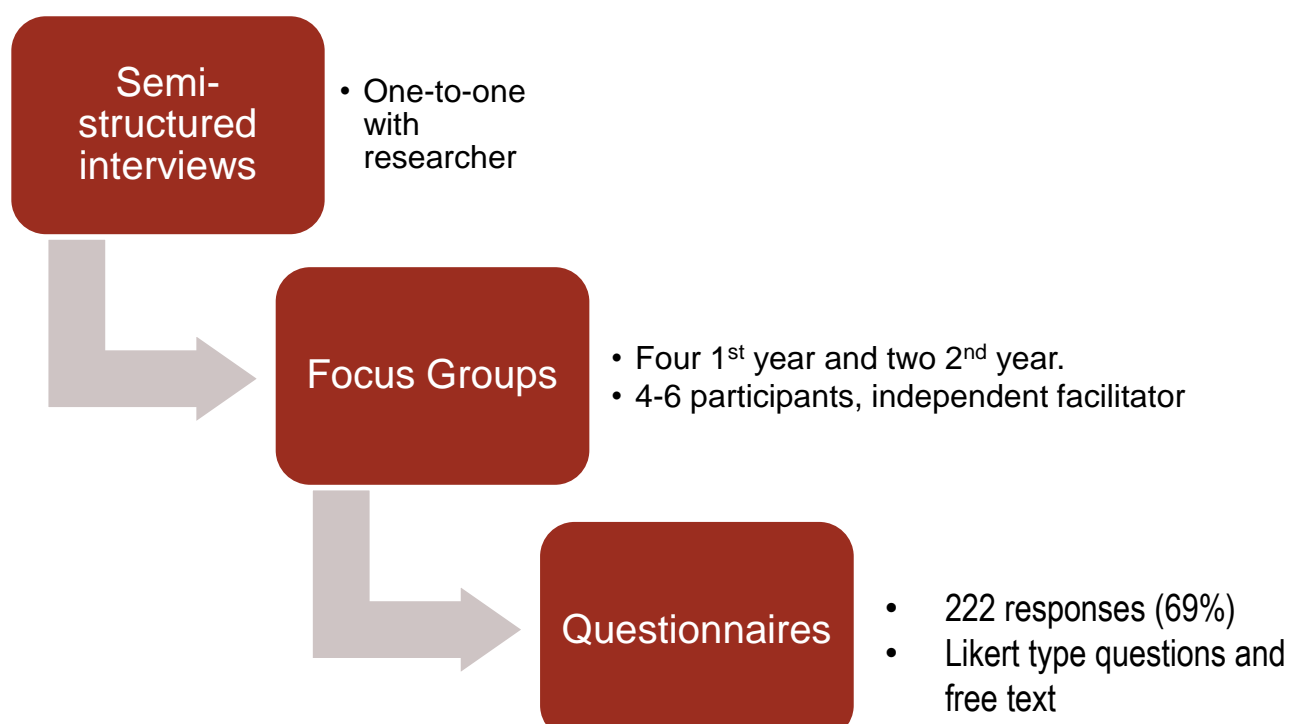 Semi-
structured
interviews
• One-to-one
with
researcher
Focus Groups
• Four 1st year and two 2nd year.
• 4-6 participants, independent facilitator
Questionnaires
• 222 responses (69%)
• Likert type questions and
free text